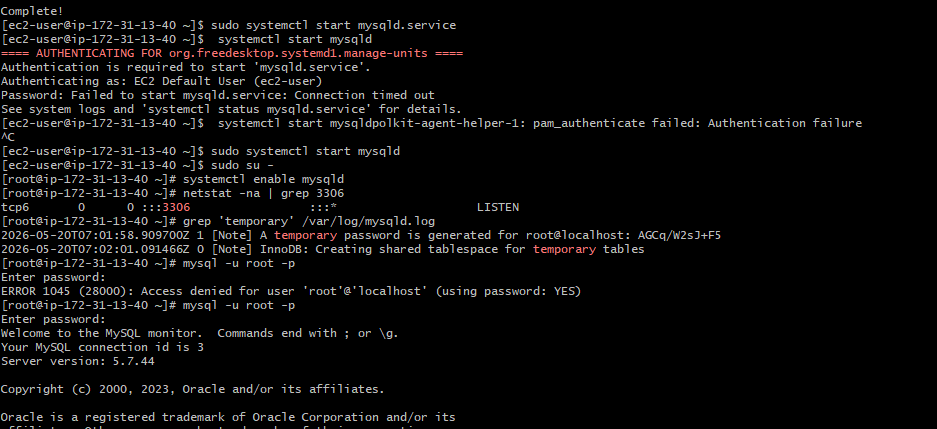 Complete!
[ec2-user@ip-172-31-13-40 ~]$ sudo systemctl start mysqld.service
[ec2-user@ip-172-31-13-40 ~]$  systemctl start mysqld
==== AUTHENTICATING FOR org.freedesktop.systemd1.manage-units ====
Authentication is required to start 'mysqld.service'.
Authenticating as: EC2 Default User (ec2-user)
Password: Failed to start mysqld.service: Connection timed out
See system logs and 'systemctl status mysqld.service' for details.
[ec2-user@ip-172-31-13-40 ~]$  systemctl start mysqldpolkit-agent-helper-1: pam_authenticate failed: Authentication failure
^C
[ec2-user@ip-172-31-13-40 ~]$ sudo systemctl start mysqld
[ec2-user@ip-172-31-13-40 ~]$ sudo su -
[root@ip-172-31-13-40 ~]# systemctl enable mysqld
[root@ip-172-31-13-40 ~]# netstat -na | grep 3306
tcp6       0      0 :::3306                 :::*                    LISTEN
[root@ip-172-31-13-40 ~]# grep 'temporary' /var/log/mysqld.log
2026-05-20T07:01:58.909700Z 1 [Note] A temporary password is generated for root@localhost: AGCq/W2sJ+F5
2026-05-20T07:02:01.091466Z 0 [Note] InnoDB: Creating shared tablespace for temporary tables
[root@ip-172-31-13-40 ~]# mysql -u root -p
Enter password:
ERROR 1045 (28000): Access denied for user 'root'@'localhost' (using password: YES)
[root@ip-172-31-13-40 ~]# mysql -u root -p
Enter password:
Welcome to the MySQL monitor.  Commands end with ; or \g.
Your MySQL connection id is 3
Server version: 5.7.44
Copyright (c) 2000, 2023, Oracle and/or its affiliates.
Oracle is a registered trademark of Oracle Corporation and/or its